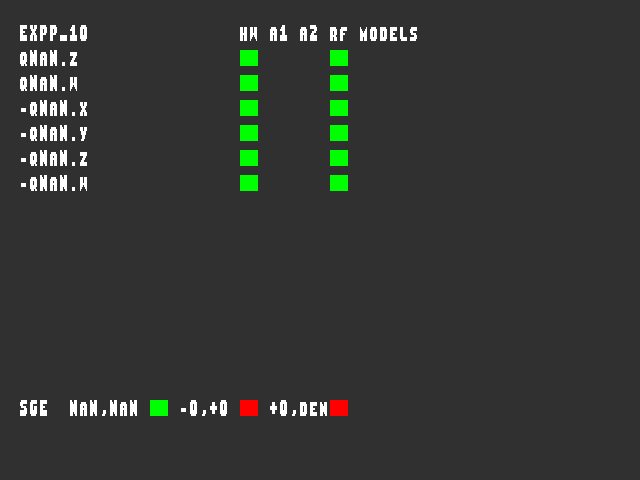 EXPP_10 HW A1 A2 RF MODELS
QNAN.Z
QNAN.W
-QNAN.X
-QNAN.Y
-QNAN.Z
-QNAN.W
SGE NAN,NAN -0,+0 +0,DEN